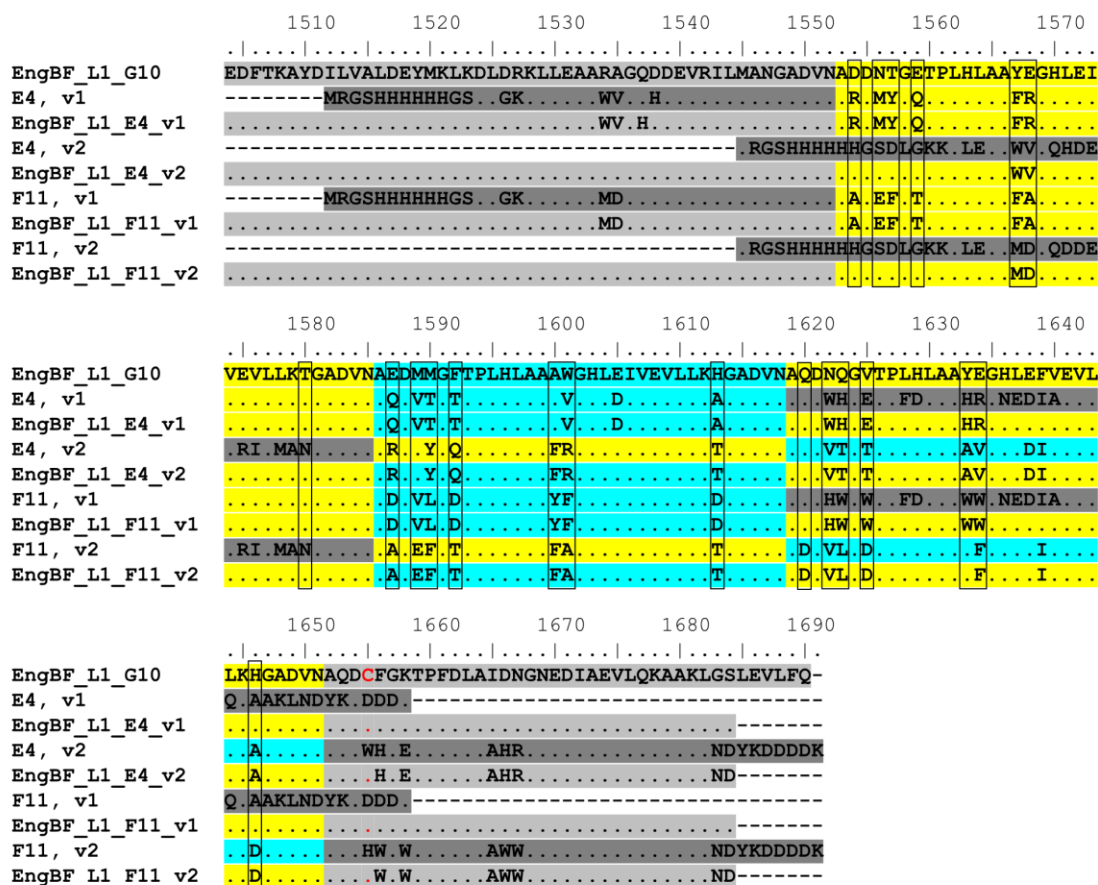 1510 1520 1530 1540 1550 1560 1570
EngBF_L1_G10 EDFTKAYDILVALDEYMKLKDLDRKLLEAARAGQDDEVRILMANGADVNADDNTGETPLHLAAYEGHLEI
E4, v1 --------MRGSHHHHHHGS..GK......WV..H...............R.MY.Q.......FR.....
EngBF_L1_E4_v1 ..............................WV.H................R.MY.Q.......FR.....
E4, v2 -----------------------------------------.RGSHHHHHHGSDLGKK.LE..WV.QHDE
EngBF_L1_E4_v2 ...............................................................WV.....
F11, v1 --------MRGSHHHHHHGS..GK......MD..................A.EF.T.......FA.....
EngBF_L1_F11_v1 ..............................MD..................A.EF.T.......FA.....
F11, v2 -----------------------------------------.RGSHHHHHHGSDLGKK.LE..MD.QDDE
EngBF_L1_F11_v2 ...............................................................MD.....
1580 1590 1600 1610 1620 1630 1640
EngBF_L1_G10 VEVLLKTGADVNAEDMMGFTPLHLAAAWGHLEIVEVLLKHGADVNAQDNQGVTPLHLAAYEGHLEFVEVL
E4, v1 .............Q.VT.T........V...D.......A........WH.E..FD...HR.NEDIA...
EngBF_L1_E4_v1 .............Q.VT.T........V...D.......A........WH.E.......HR.........
E4, v2 .RI.MAN......R..Y.Q.......FR...........T........VT.T.......AV...DI....
EngBF_L1_E4_v2 .............R..Y.Q.......FR...........T........VT.T.......AV...DI....
F11, v1 .............D.VL.D.......YF...........D........HW.W..FD...WW.NEDIA...
EngBF_L1_F11_v1 .............D.VL.D.......YF...........D........HW.W.......WW.........
F11, v2 .RI.MAN......A.EF.T.......FA...........T......D.VL.D........F....I....
EngBF_L1_F11_v2 .............A.EF.T.......FA...........T......D.VL.D........F....I....
1650 1660 1670 1680 1690
EngBF_L1_G10 LKHGADVNAQDCFGKTPFDLAIDNGNEDIAEVLQKAAKLGSLEVLFQ-
E4, v1 Q.AAKLNDYK.DDD.---------------------------------
EngBF_L1_E4_v1 .........................................-------
E4, v2 ..A........WH.E......AHR...............NDYKDDDDK
EngBF_L1_E4_v2 ..A.........H.E......AHR...............ND-------
F11, v1 Q.AAKLNDYK.DDD.---------------------------------
EngBF_L1_F11_v1 .........................................-------
F11, v2 ..D........HW.W......AWW...............NDYKDDDDK
EngBF_L1_F11_v2 ..D.........W.W......AWW...............ND-------